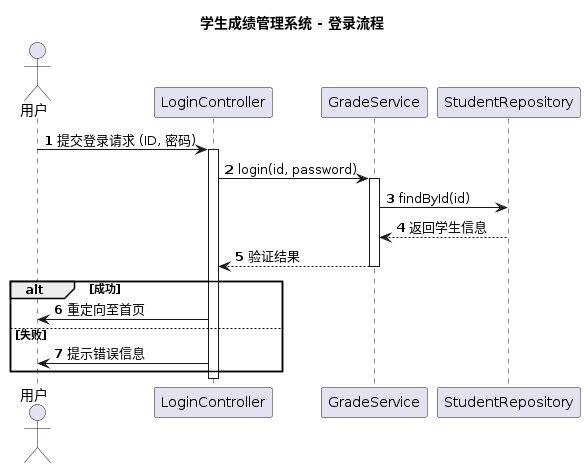 学生成绩管理系统 - 登录流程
用户
LoginController
GradeService
StudentRepository
1 提交登录请求 (ID, 密码)
2 login(id, password)
3 findById(id)
4 返回学生信息
5 验证结果
alt [成功]
6 重定向至首页
[失败]
7 提示错误信息
用户
LoginController
GradeService
StudentRepository